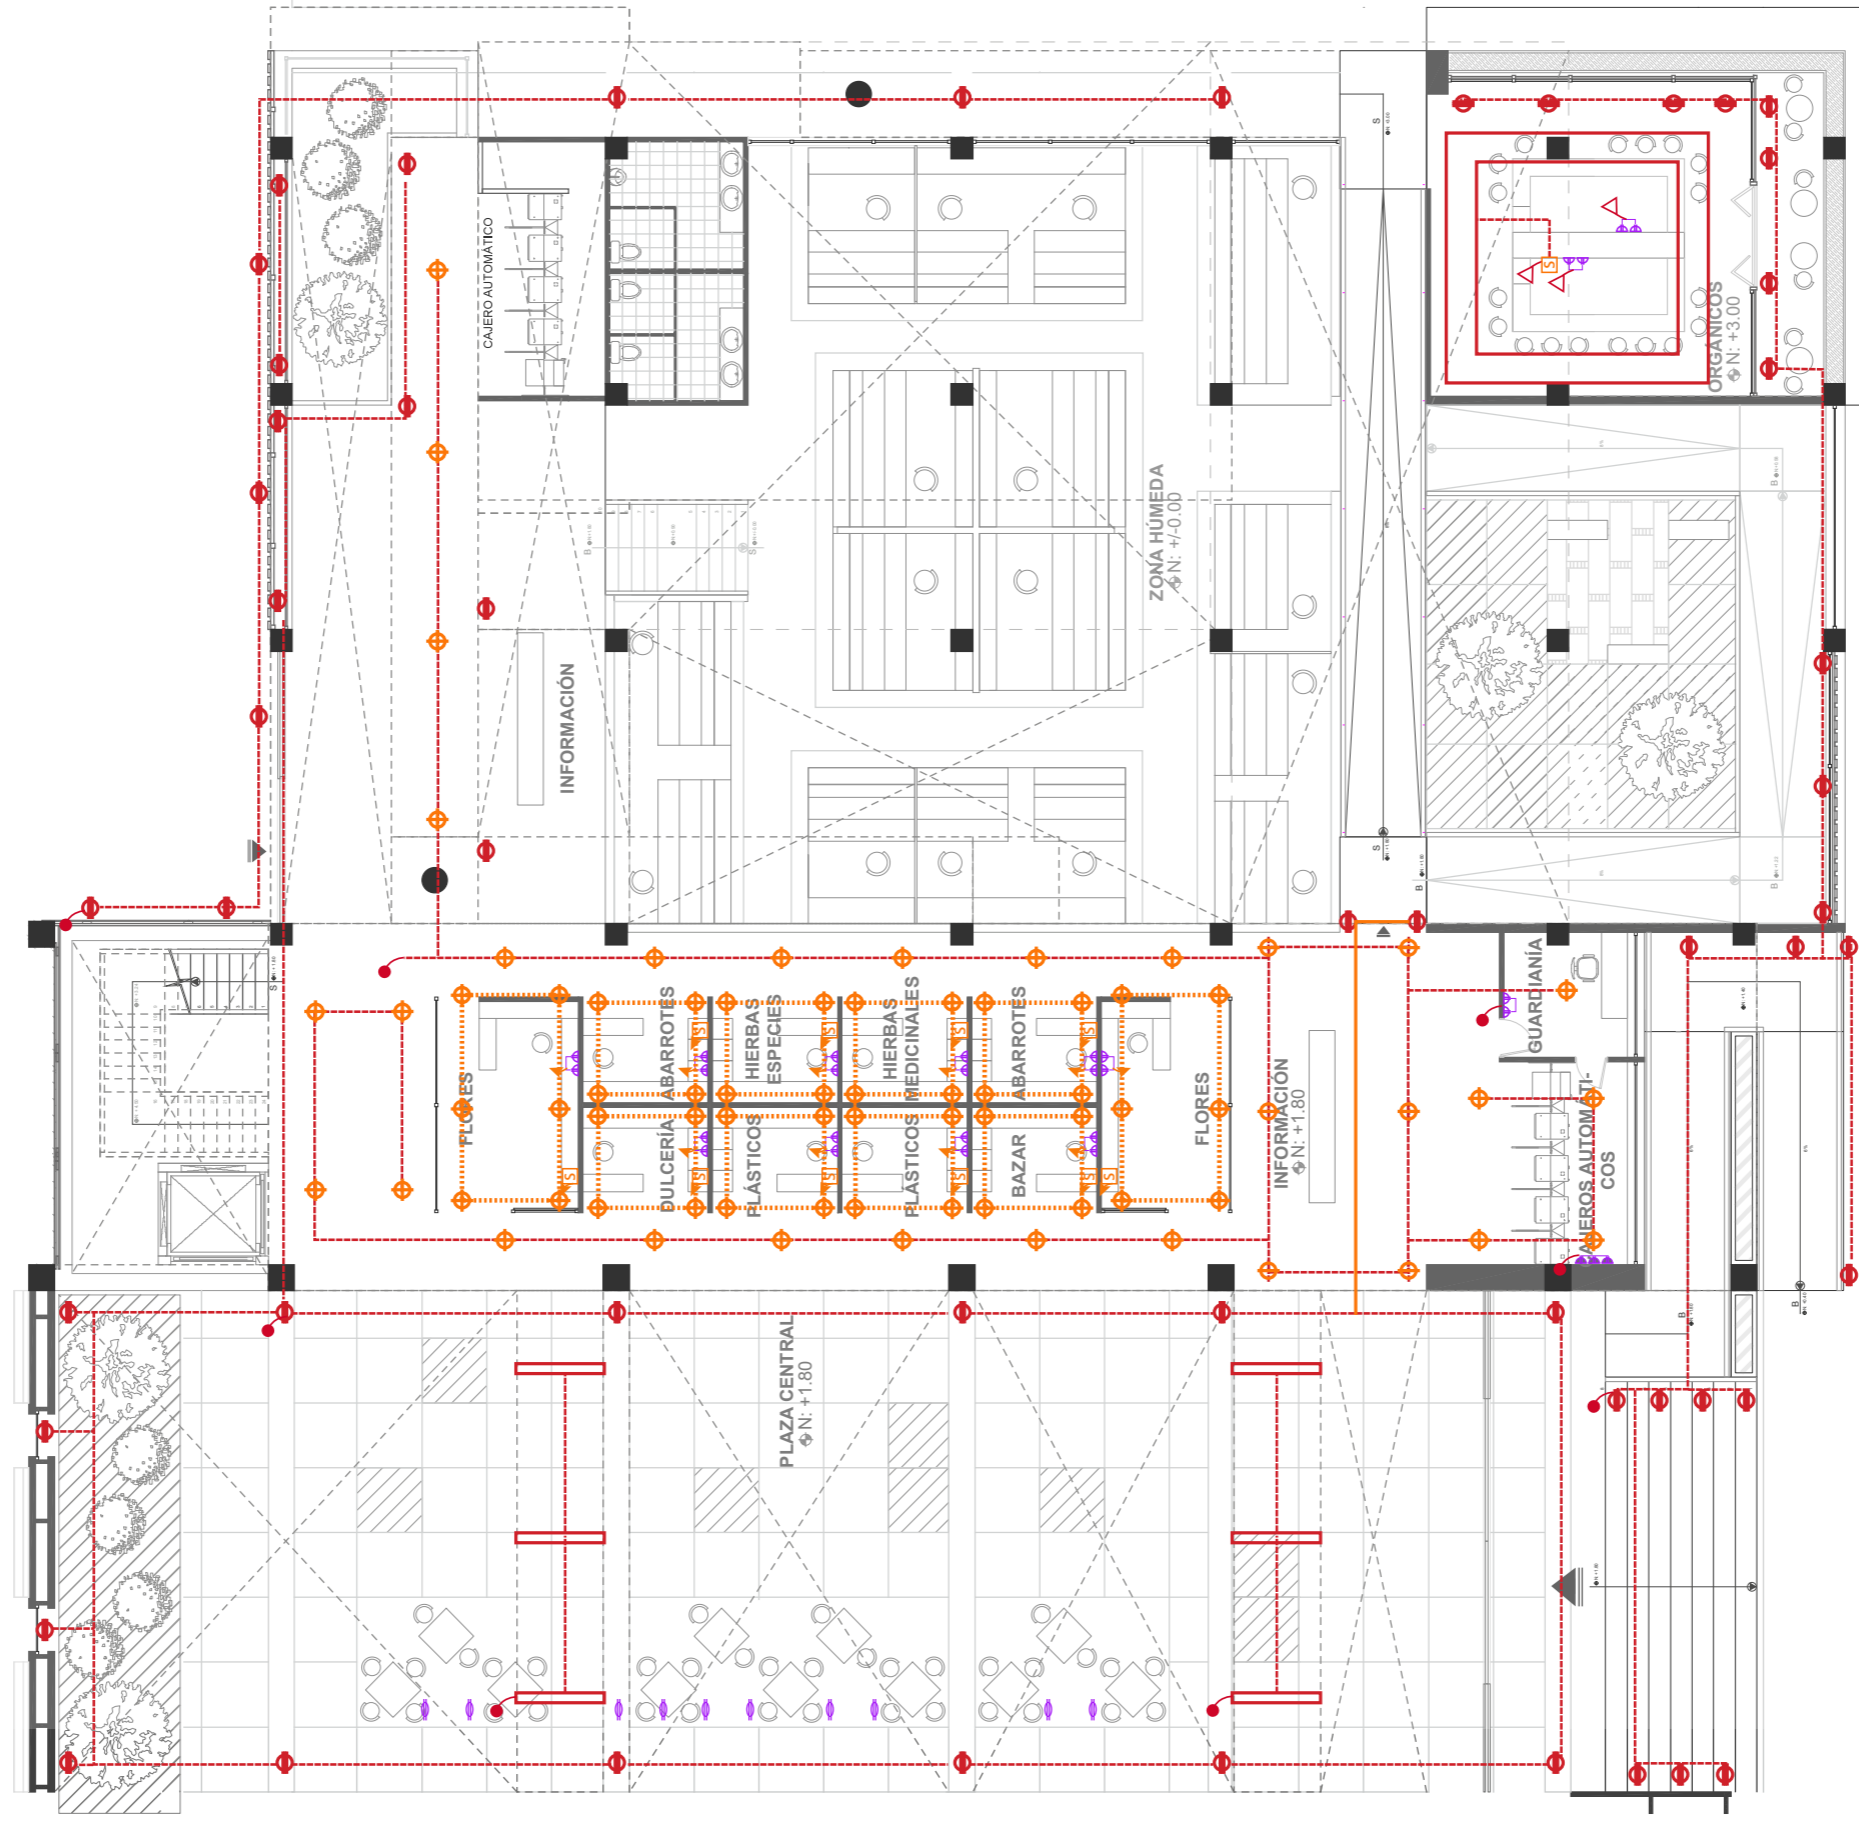 CAJERO AUTOMÁTICO
ORGÁNICOS
N: +3.00
ZONA HÚMEDA
N: +/-0.00
INFORMACIÓN
FLORES
ABARROTES
HIERBAS
ESPECIES
HIERBAS
MEDICINALES
ABARROTES
FLORES
DULCERÍA
PLÁSTICOS
PLÁSTICOS
BAZAR
INFORMACIÓN
N: +1.80
GUARDIANÍA
AUTOMATI-
COS
PLAZA CENTRAL
N: +1.80
S
S
S
S
S
S
S
S
S
S
S
S
S
B
S
B
B
B
B
B
S